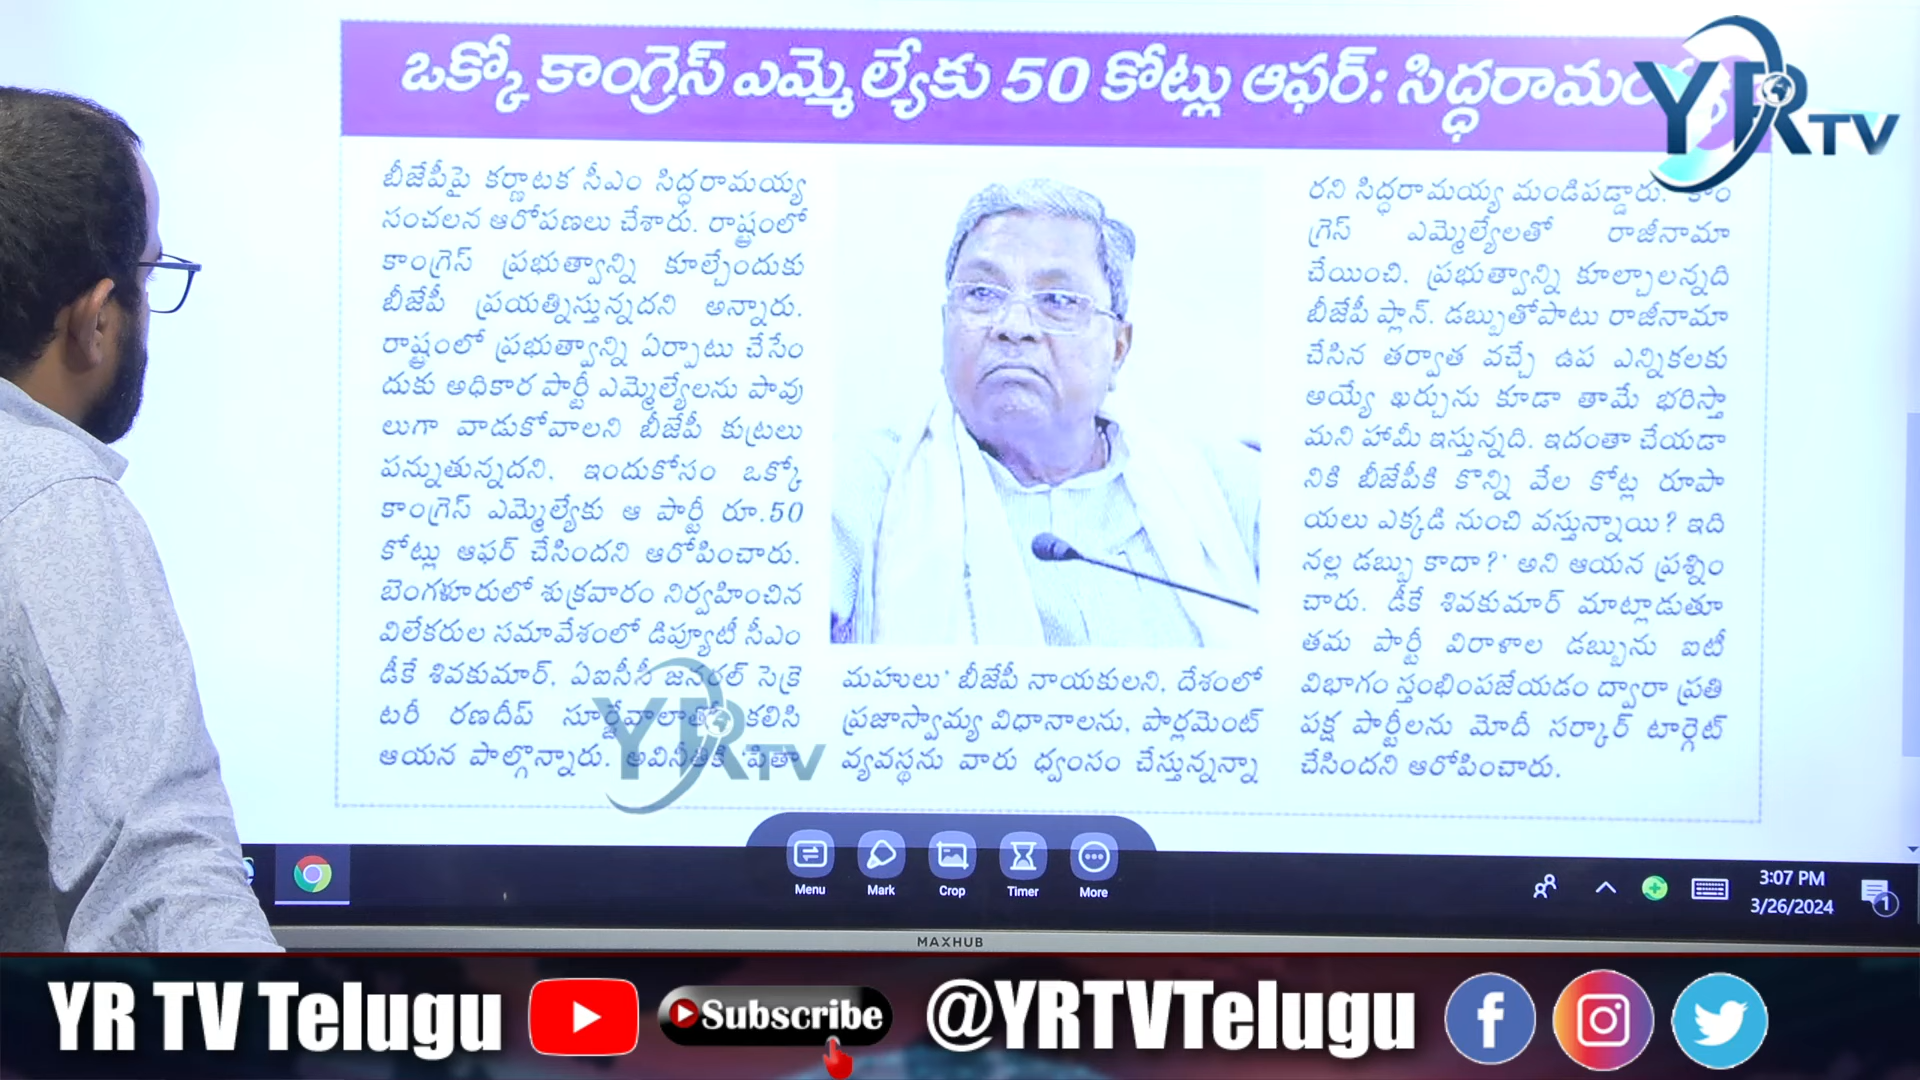 ఒక్కో కాంగ్రెస్ ఎమ్మెల్యేకు 50 కోట్లు ఆఫర్: సిద్ధరామయ్య
YR TV
బీజేపీపై కర్ణాటక సీఎం సిద్ధరామయ్య
సంచలన ఆరోపణలు చేశారు. రాష్ట్రంలో
కాంగ్రెస్ ప్రభుత్వాన్ని కూల్చేందుకు
బీజేపీ ప్రయత్నిస్తున్నదని అన్నారు.
రాష్ట్రంలో ప్రభుత్వాన్ని ఏర్పాటు చేసేం
దుకు అధికార పార్టీ ఎమ్మెల్యేలను పావు
లుగా వాడుకోవాలని బీజేపీ కుట్రలు
పన్నుతున్నదని, ఇందుకోసం ఒక్కో
కాంగ్రెస్ ఎమ్మెల్యేకు ఆ పార్టీ రూ.50
కోట్లు ఆఫర్ చేసిందని ఆరోపించారు.
బెంగళూరులో శుక్రవారం నిర్వహించిన
విలేకరుల సమావేశంలో డిప్యూటీ సీఎం
డీకే శివకుమార్, ఏఐసీసీ జనరల్ సెక్రె
టరీ రణదీప్ సూర్జేవాలాతో కలిసి
ఆయన పాల్గొన్నారు. అవినీతికి 'పితా
మహులు' బీజేపీ నాయకులని, దేశంలో
ప్రజాస్వామ్య విధానాలను, పార్లమెంట్
వ్యవస్థను వారు ధ్వంసం చేస్తున్నన్నా
రని సిద్ధరామయ్య మండిపడ్డారు. 'కాం
గ్రెస్ ఎమ్మెల్యేలతో రాజీనామా
చేయించి, ప్రభుత్వాన్ని కూల్చాలన్నది
బీజేపీ ప్లాన్. డబ్బుతోపాటు రాజీనామా
చేసిన తర్వాత వచ్చే ఉప ఎన్నికలకు
అయ్యే ఖర్చును కూడా తామే భరిస్తా
మని హామీ ఇస్తున్నది. ఇదంతా చేయడా
నికి బీజేపీకి కొన్ని వేల కోట్ల రూపా
యలు ఎక్కడి నుంచి వస్తున్నాయి? ఇది
నల్ల డబ్బు కాదా?' అని ఆయన ప్రశ్నిం
చారు. డీకే శివకుమార్ మాట్లాడుతూ
తమ పార్టీ విరాళాల డబ్బును ఐటీ
విభాగం స్తంభింపజేయడం ద్వారా ప్రతి
పక్ష పార్టీలను మోదీ సర్కార్ టార్గెట్
చేసిందని ఆరోపించారు.
YR TV
Menu Mark Crop Timer More
3:07 PM
3/26/2024
1
MAXHUB
YR TV Telugu Subscribe @YRTVTelugu